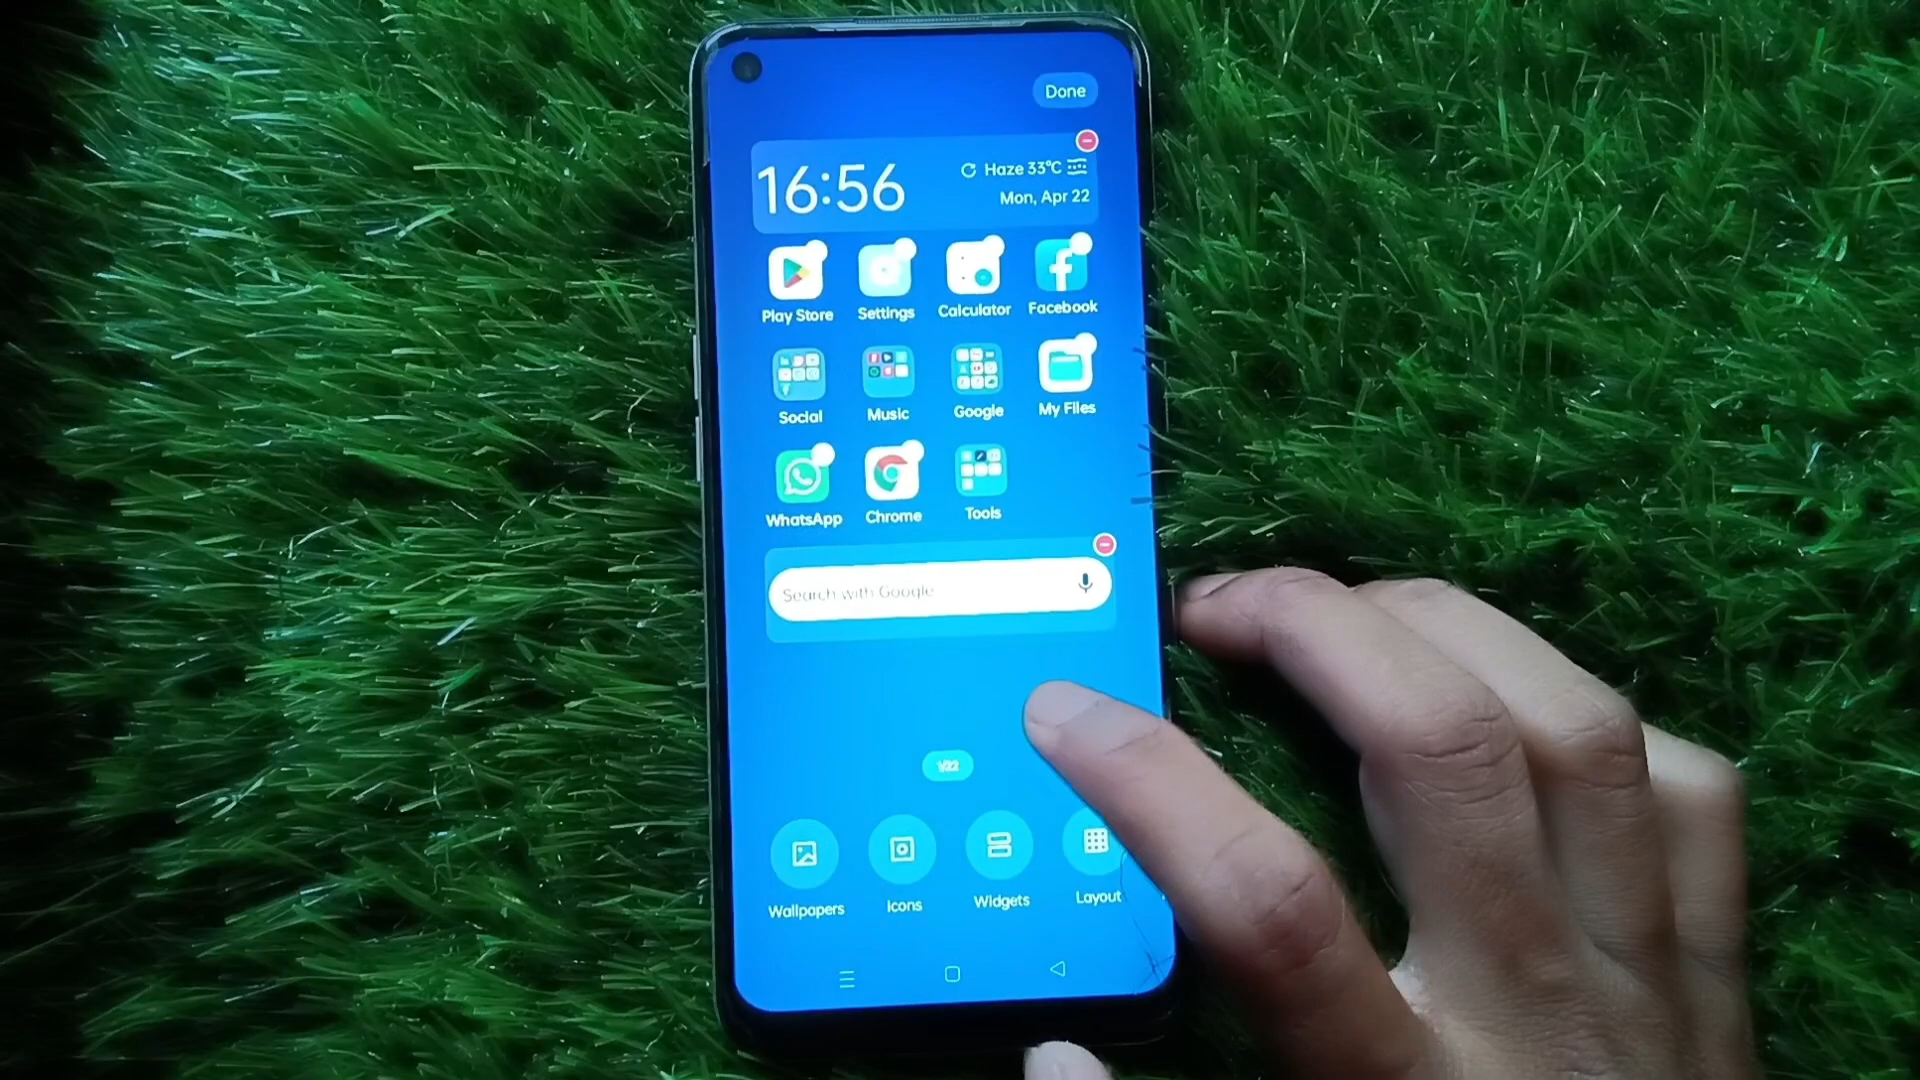 Done
16:56
Haze 33°C
Mon, Apr 22
Play Store
Settings
Calculator
Facebook
Social
Music
Google
My Files
WhatsApp
Chrome
Tools
Search with Google
1/22
Wallpapers
Icons
Widgets
Layout